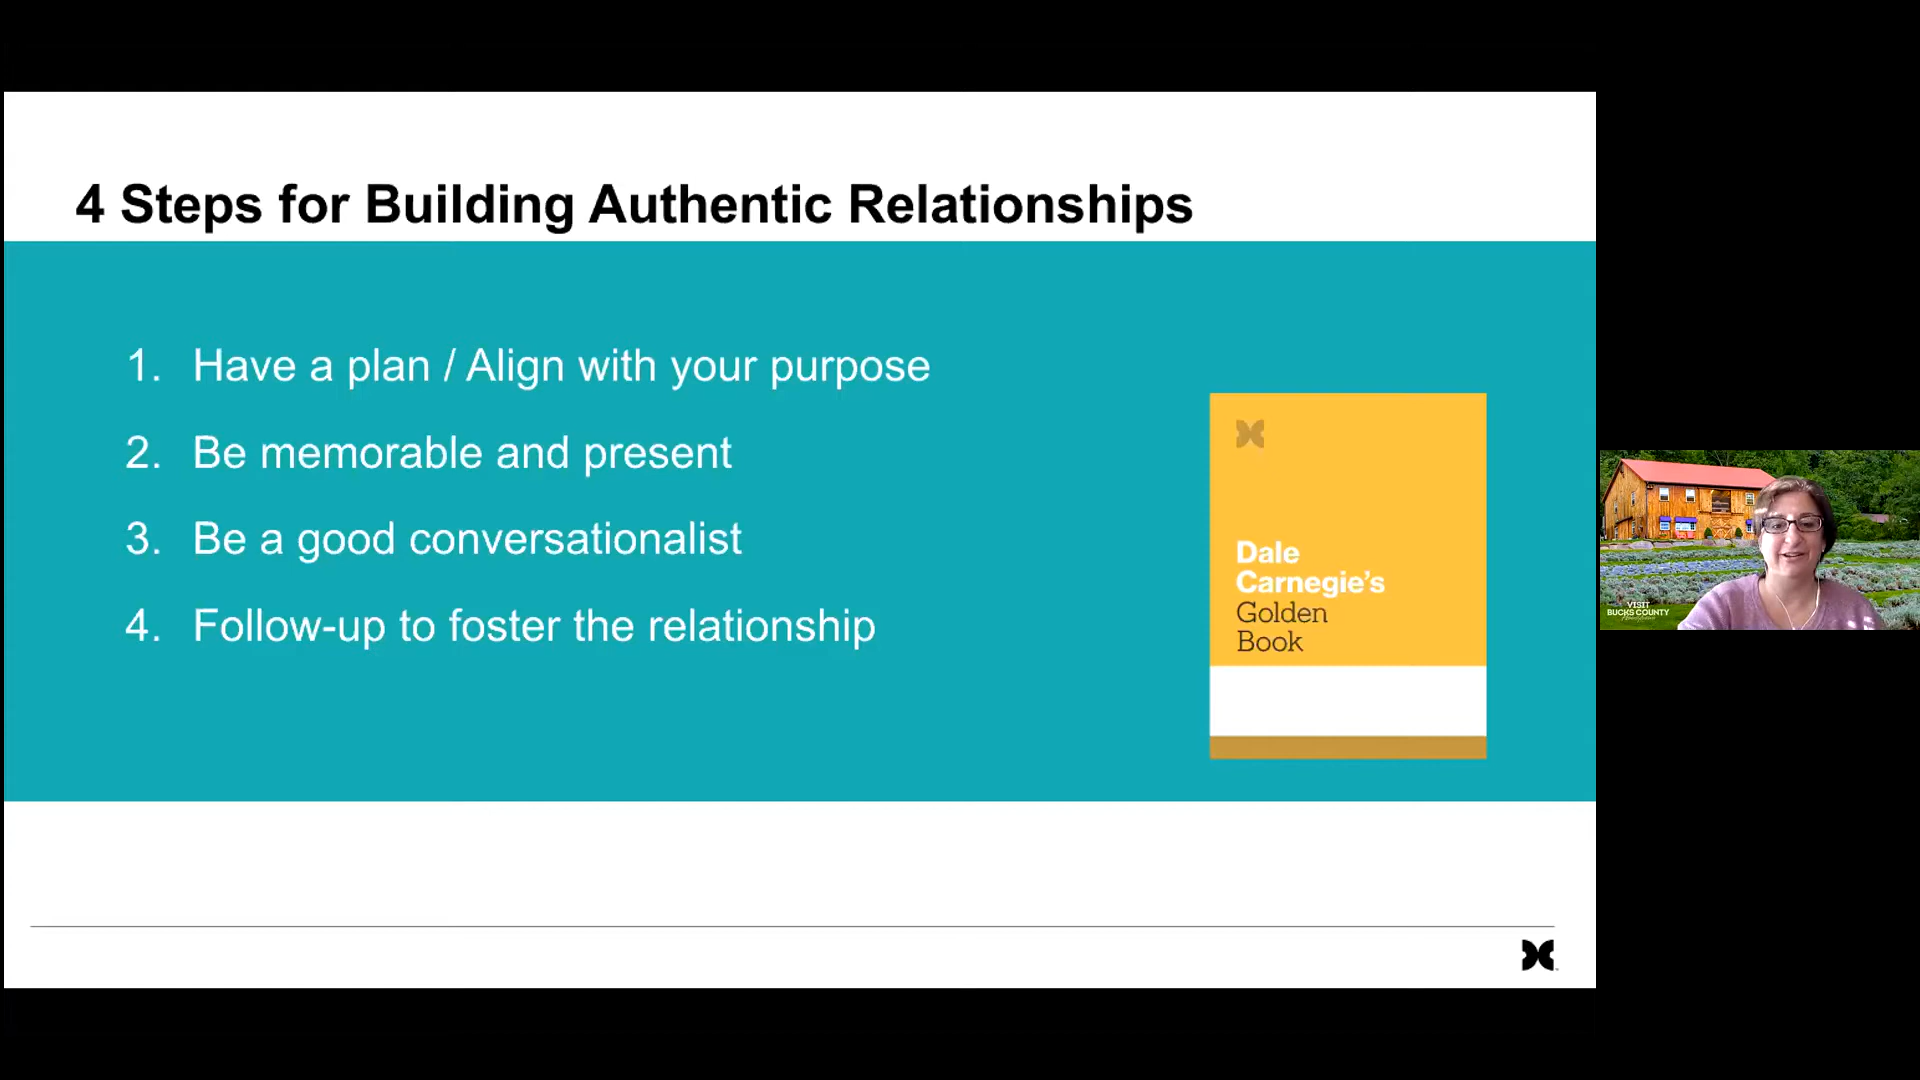 4 Steps for Building Authentic Relationships
1. Have a plan / Align with your purpose
2. Be memorable and present
3. Be a good conversationalist
4. Follow-up to foster the relationship
Dale
Carnegie's
Golden
Book
VISIT
BUCKS COUNTY